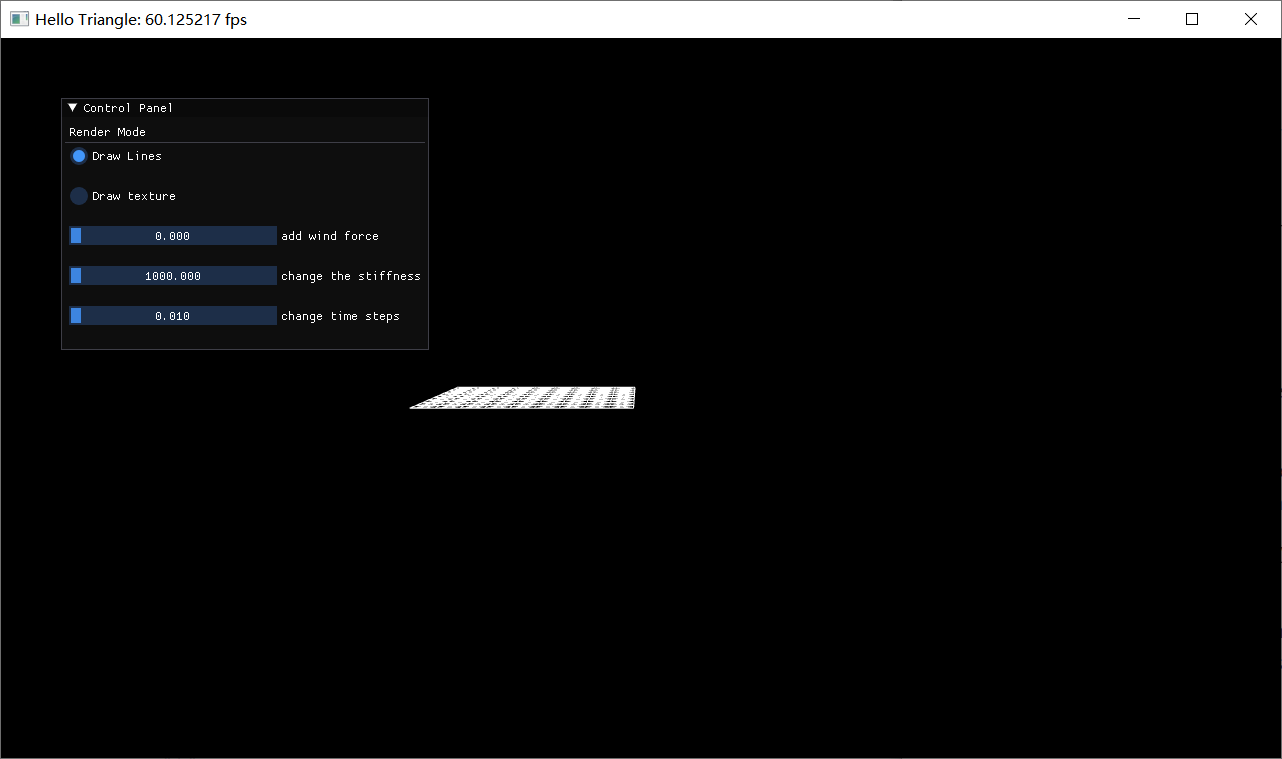 Hello Triangle: 60.125217 fps
Control Panel
Render Mode
Draw Lines
Draw texture
0.000 add wind force
1000.000 change the stiffness
0.010 change time steps